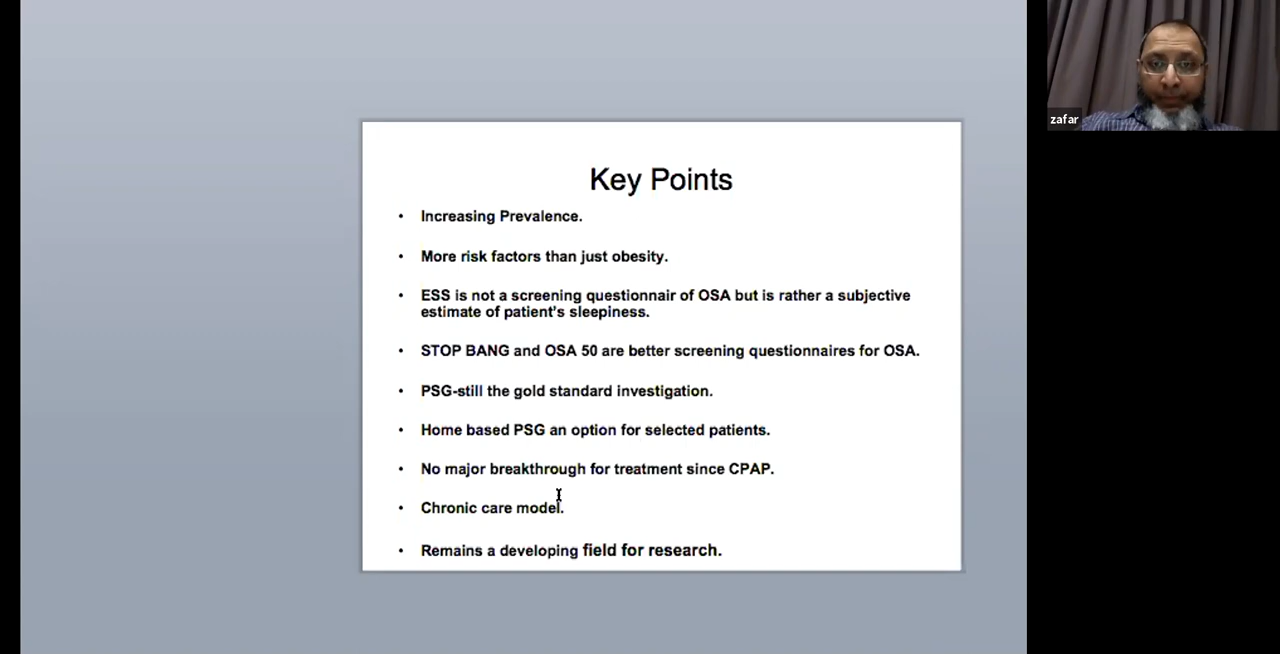 Key Points
• Increasing Prevalence.
• More risk factors than just obesity.
• ESS is not a screening questionnair of OSA but is rather a subjective
estimate of patient's sleepiness.
• STOP BANG and OSA 50 are better screening questionnaires for OSA.
• PSG-still the gold standard investigation.
• Home based PSG an option for selected patients.
• No major breakthrough for treatment since CPAP.
• Chronic care model.
• Remains a developing field for research.
zafar